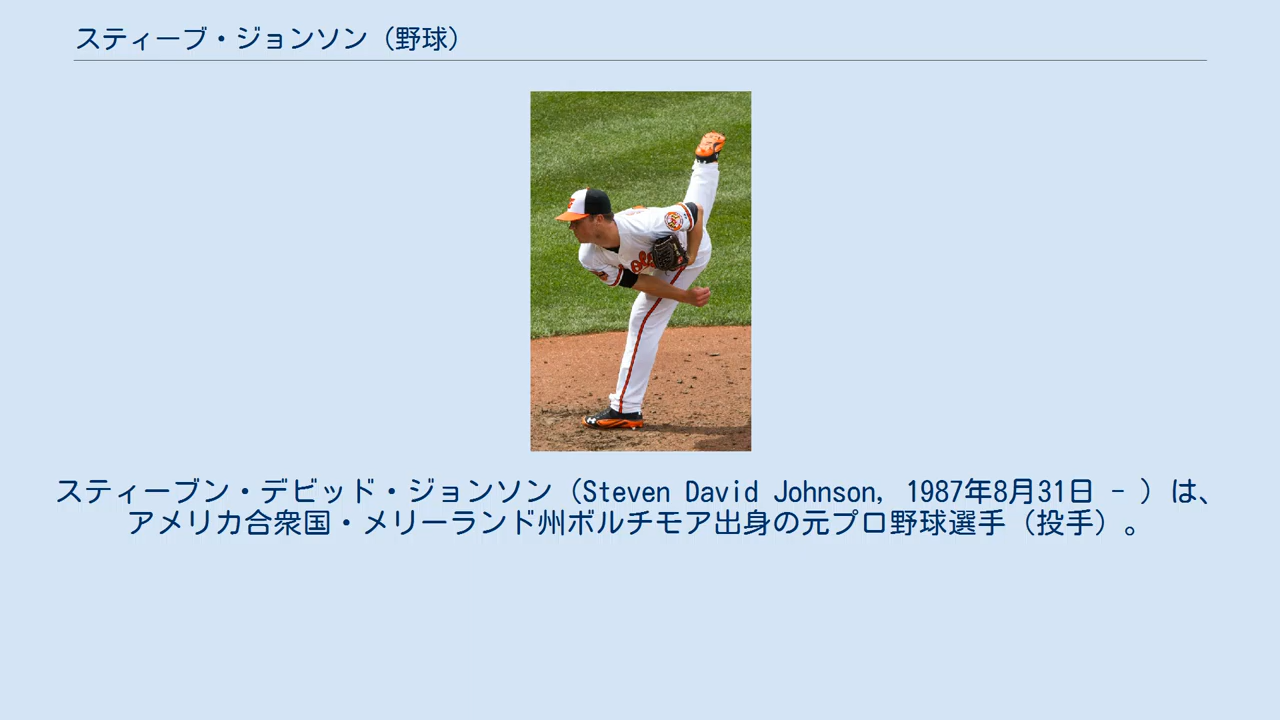 スティーブ・ジョンソン（野球）
スティーブン・デビッド・ジョンソン（Steven David Johnson, 1987年8月31日 - ）は、
アメリカ合衆国・メリーランド州ボルチモア出身の元プロ野球選手（投手）。